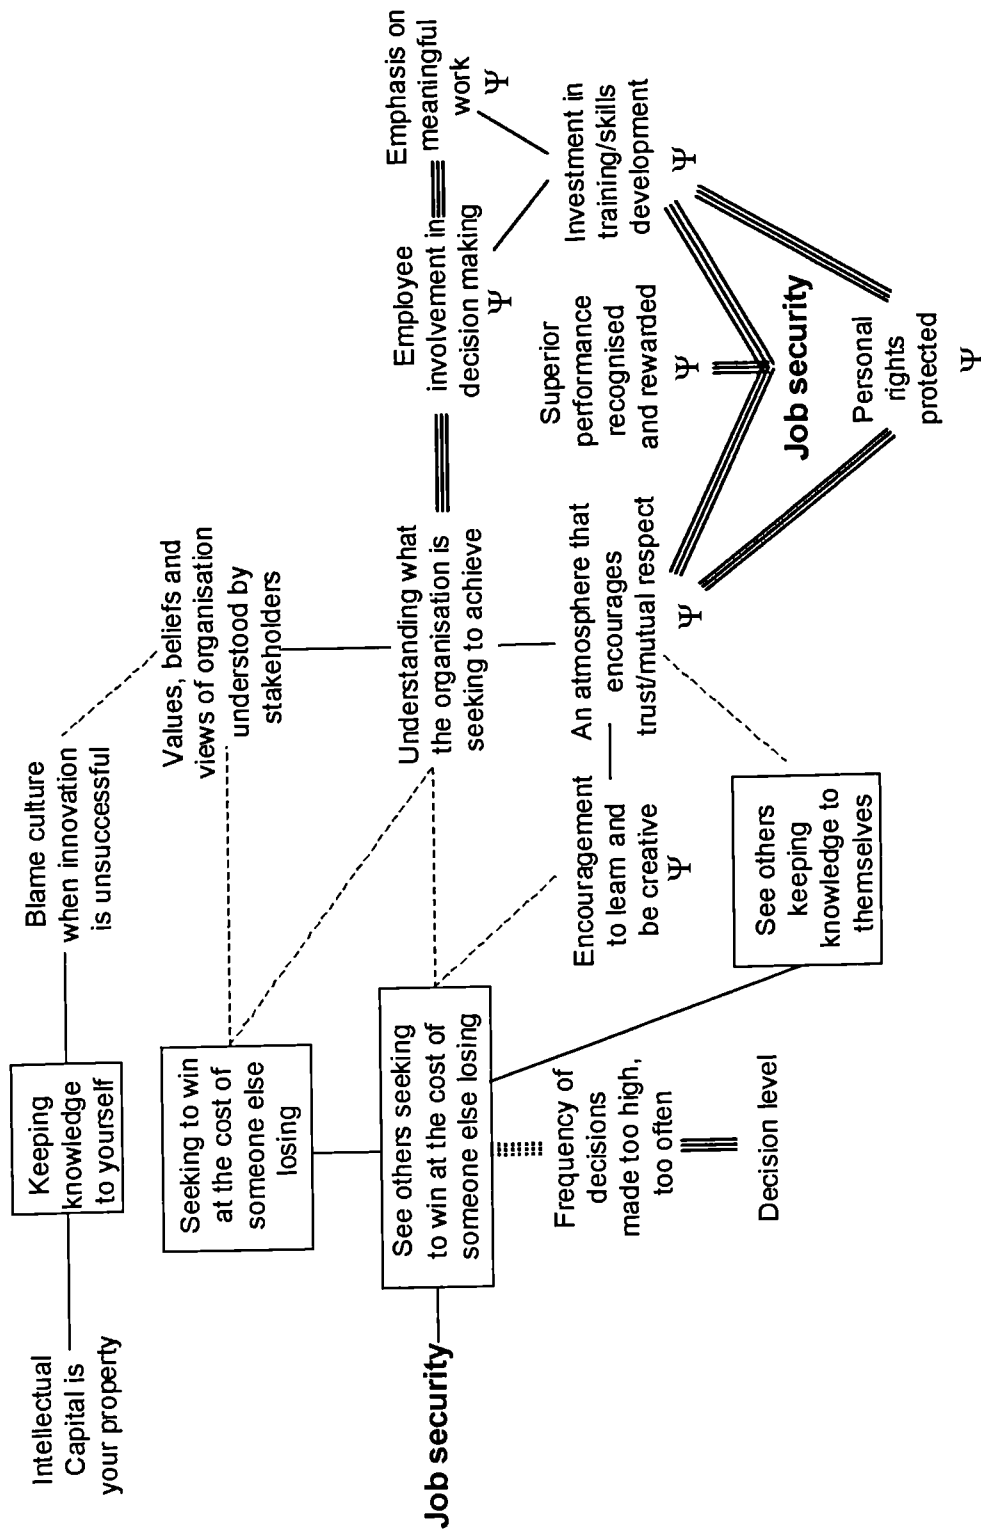 Intellectual
Capital is
your property
Keeping
knowledge
to yourself
Blame culture
when innovation
is unsuccessful
Seeking to win
at the cost of
someone else
losing
Values, beliefs and
views of organisation
understood by
stakeholders
Job security
See others seeking
to win at the cost of
someone else losing
Understanding what
the organisation is
seeking to achieve
Employee
involvement in
decision making
Ψ
Emphasis on
meaningful
work
Ψ
Frequency of
decisions
made too high,
too often
Encouragement
to learn and
be creative
Ψ
An atmosphere that
encourages
trust/mutual respect
Ψ
Superior
performance
recognised
and rewarded
Ψ
Investment in
training/skills
development
Ψ
Decision level
See others
keeping
knowledge to
themselves
Job security
Personal
rights
protected
Ψ